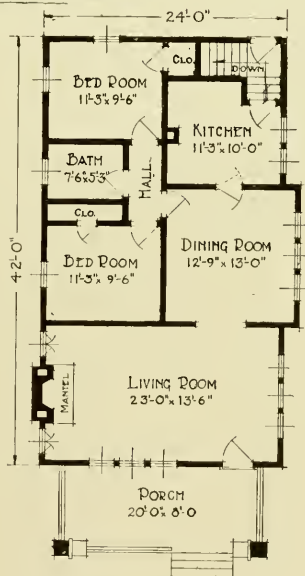 24'-0"
CLO.
DOWN
BED ROOM
11'-3" x 9'-6"
KITCHEN
11'-3" x 10'-0"
BATH
7'-6" x 5'-3"
HALL
CLO.
BED ROOM
11'-3" x 9'-6"
DINING ROOM
12'-9" x 13'-0"
42'-0"
LIVING ROOM
23'-0" x 13'-6"
MANTEL
PORCH
20'-0" x 8'-0